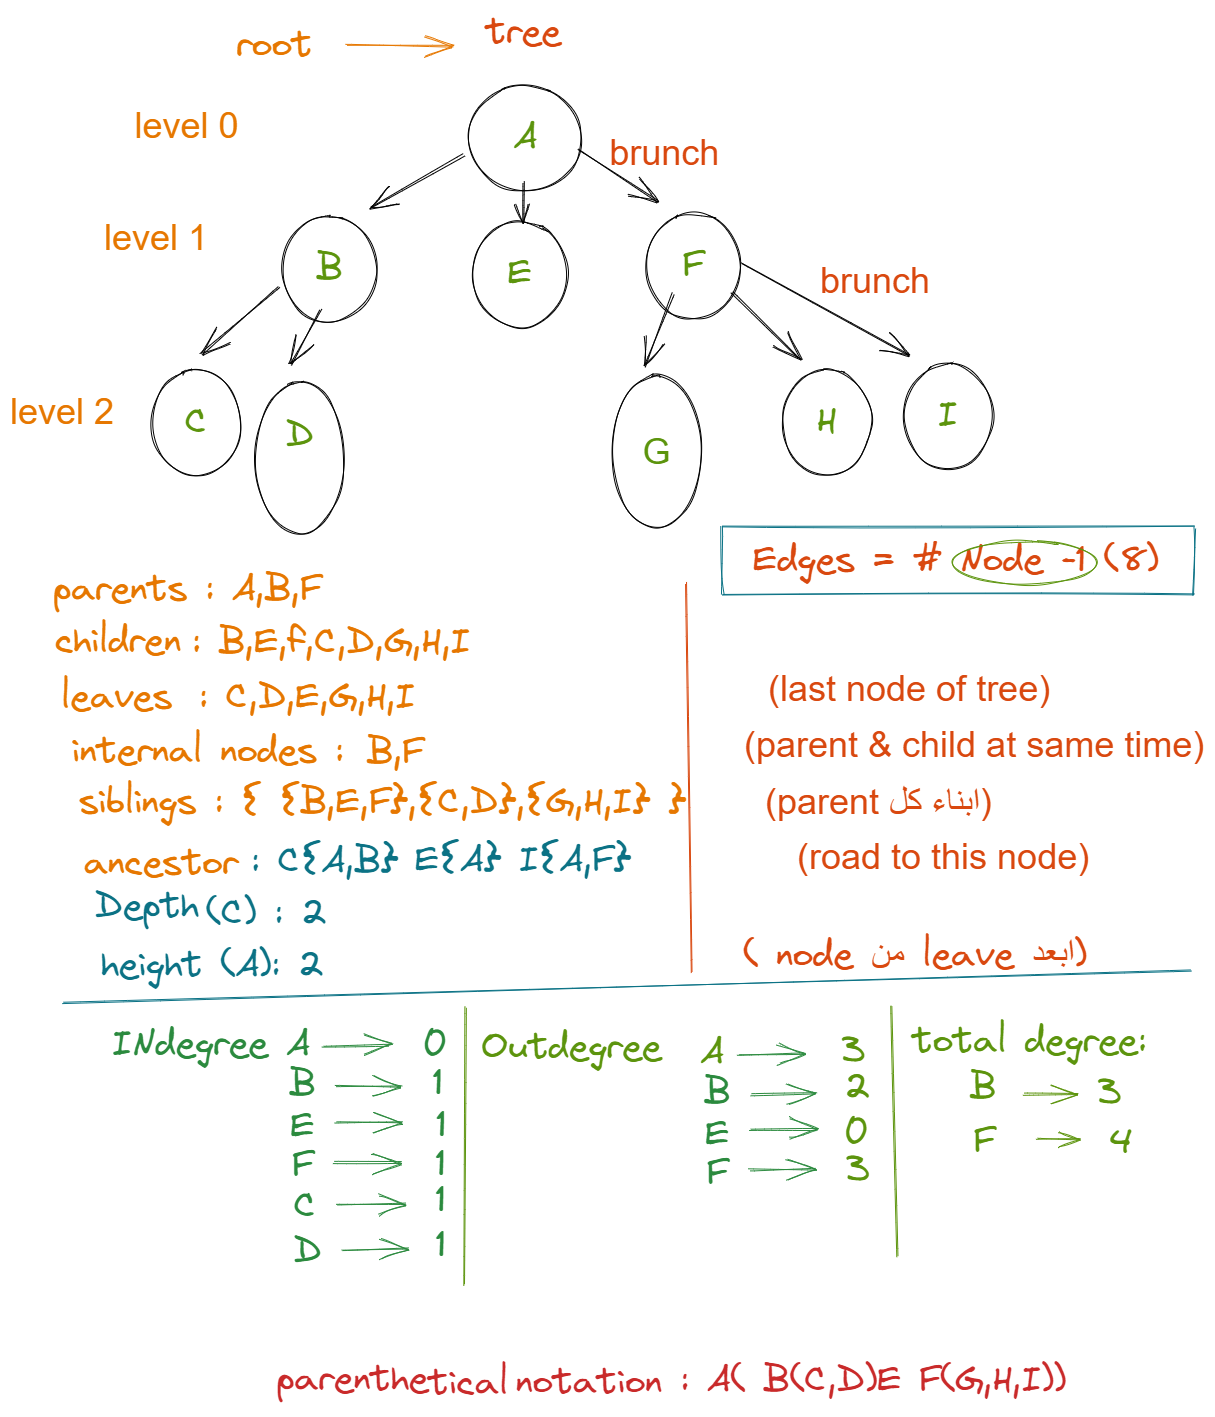 root tree
level 0
A
brunch
level 1
B E F
brunch
level 2
C D G H I
Edges = # Node -1 (8)
parents : A,B,F
children : B,E,f,C,D,G,H,I
leaves : C,D,E,G,H,I (last node of tree)
internal nodes : B,F (parent & child at same time)
siblings : { {B,E,F},{C,D},{G,H,I} } (parent ابناء كل)
ancestor : C{A,B} E{A} I{A,F} (road to this node)
Depth(C) : 2
height (A): 2 ( node من leave ابعد)
INdegree A → 0
B → 1
E → 1
F → 1
C → 1
D → 1
Outdegree A → 3
B → 2
E → 0
F → 3
total degree:
B → 3
F → 4
parenthetical notation : A( B(C,D)E F(G,H,I))